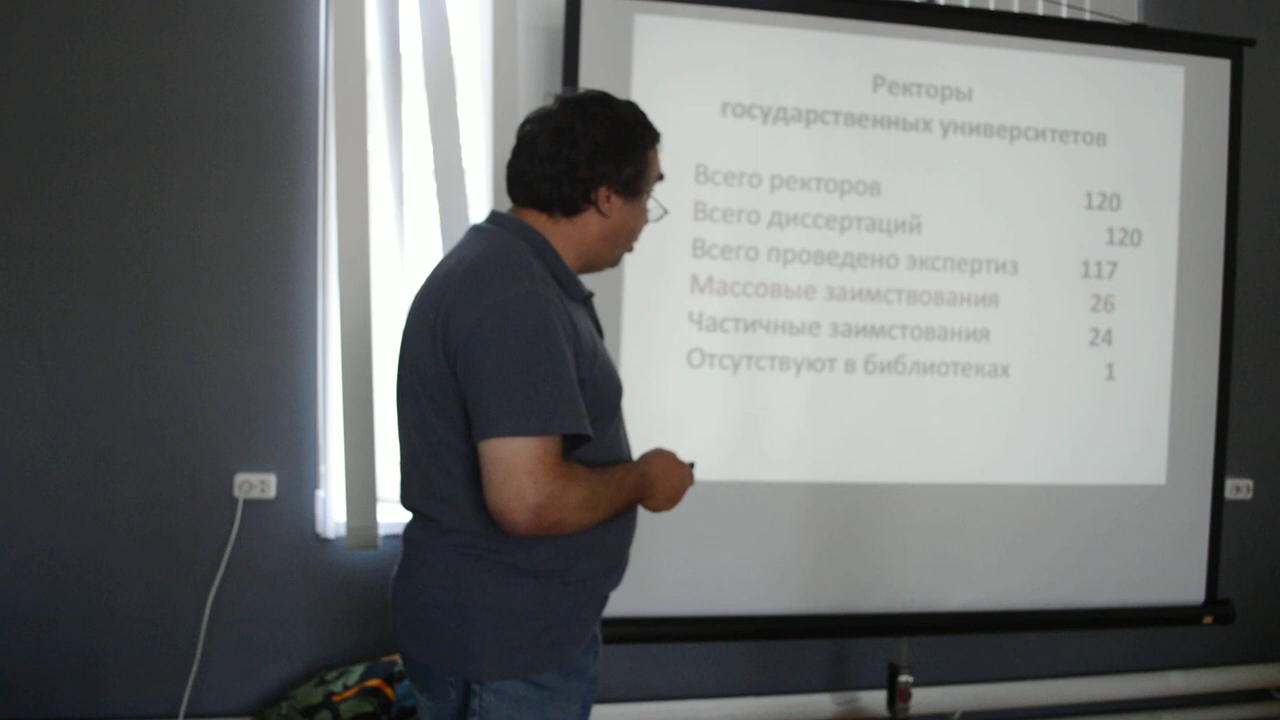 Ректоры
государственных университетов
Всего ректоров 120
Всего диссертаций 120
Всего проведено экспертиз 117
Массовые заимствования 26
Частичные заимстования 24
Отсутствуют в библиотеках 1